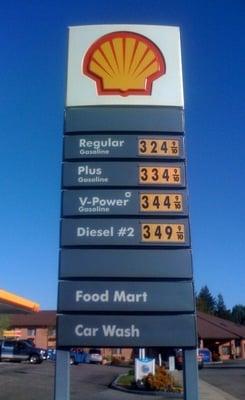 Regular 324 9/10
Gasoline
Plus 334 9/10
Gasoline
V-Power 344 9/10
Gasoline
Diesel #2 349 9/10
Food Mart
Car Wash